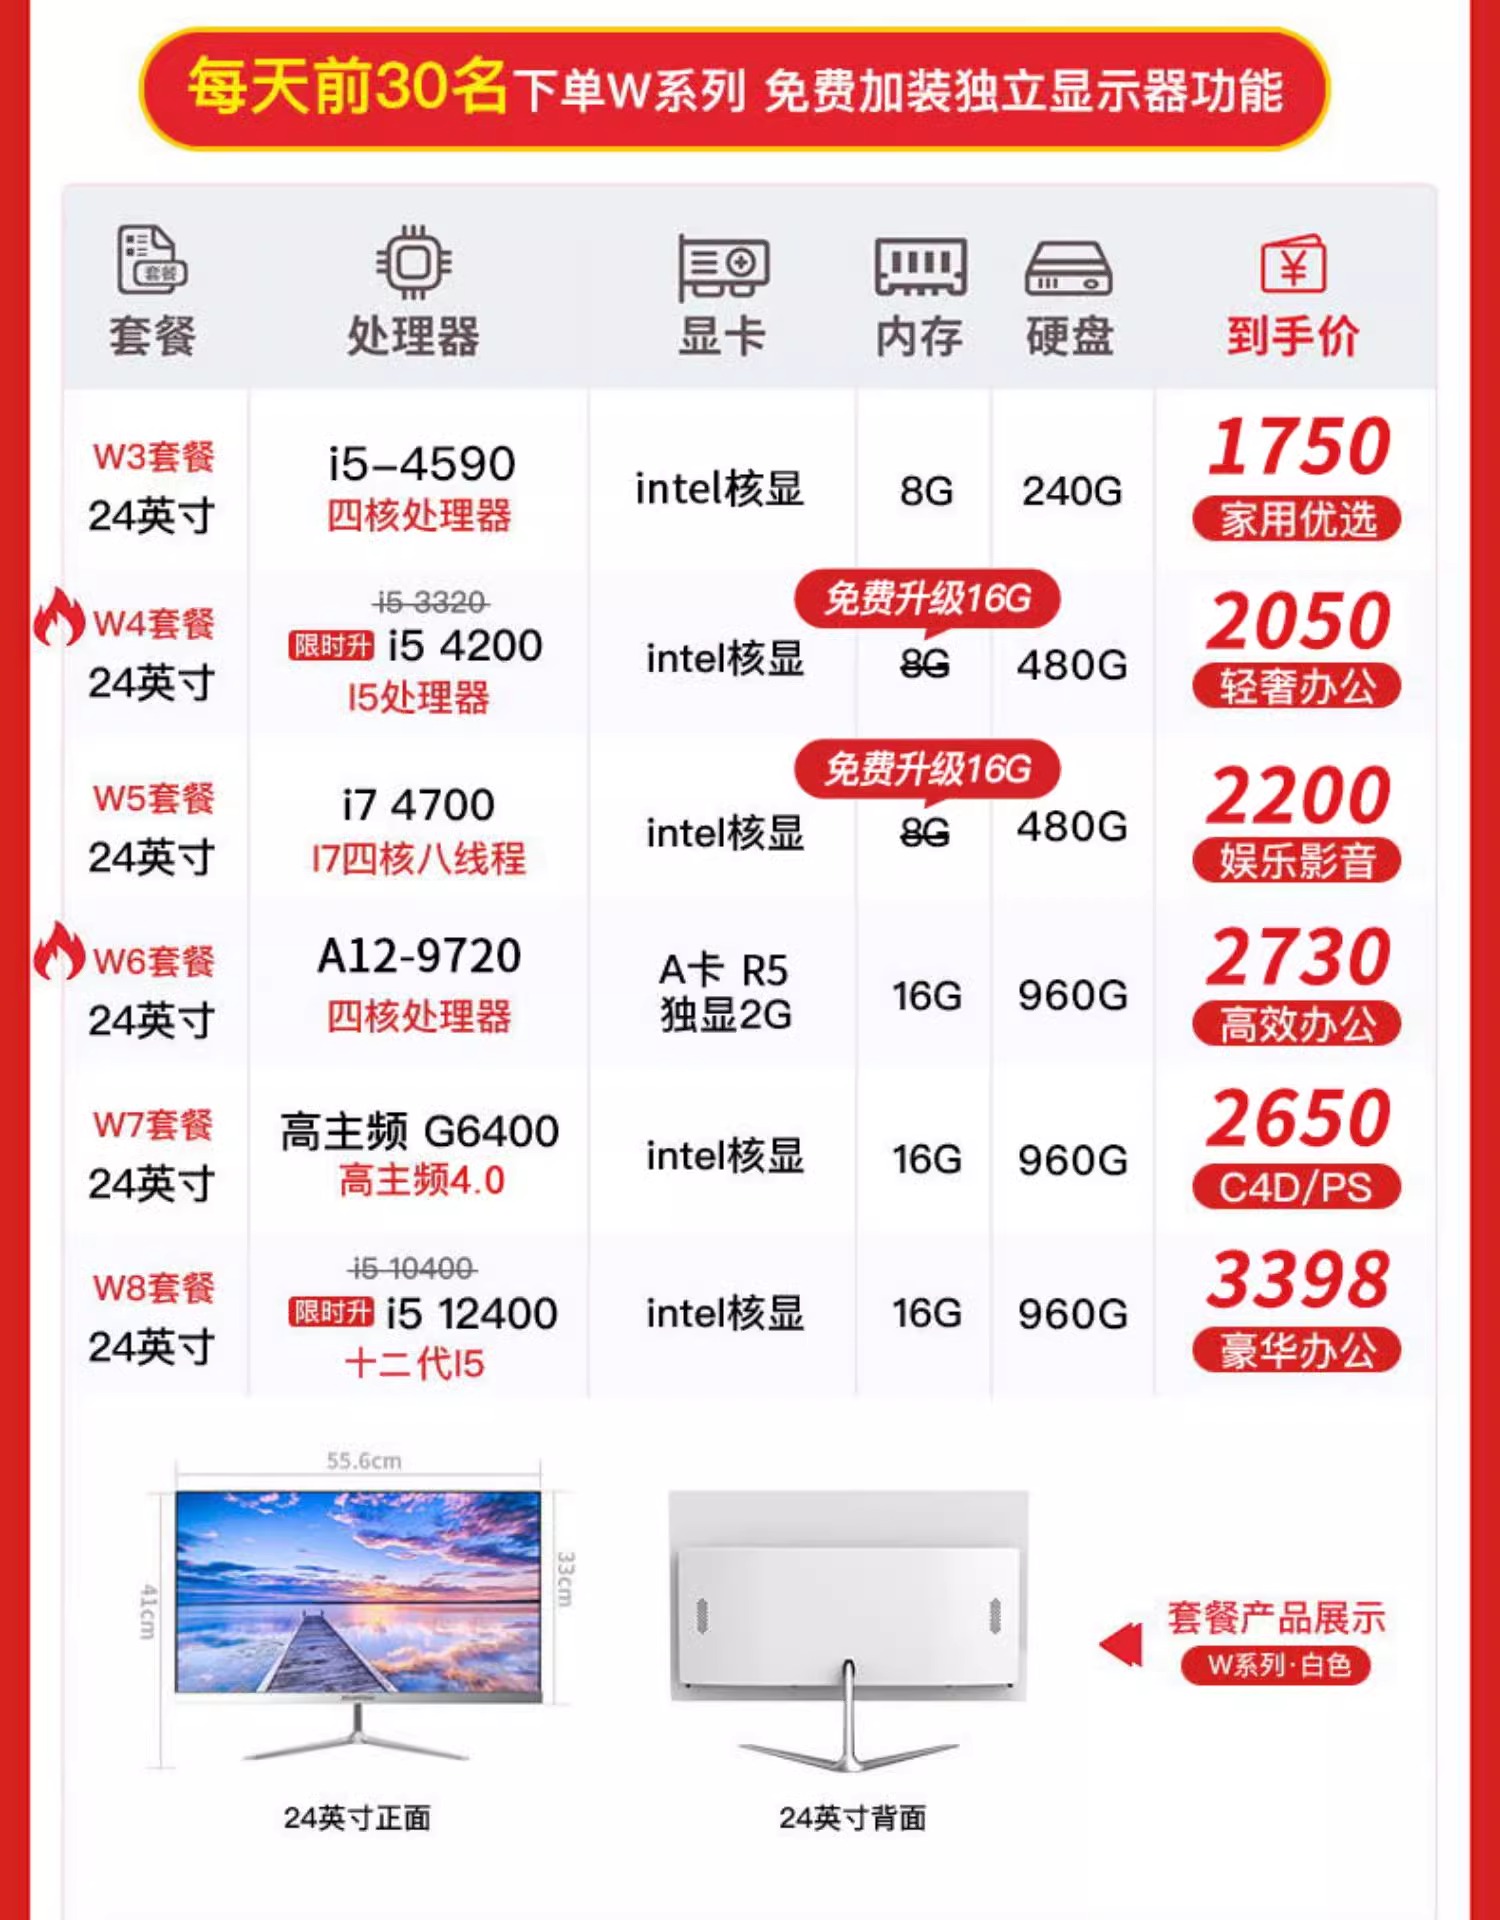 每天前30名下单W系列 免费加装独立显示器功能
套餐
套餐 处理器 显卡 内存 硬盘 到手价
W3套餐
24英寸
i5-4590
四核处理器
intel核显
8G
240G
1750
家用优选
W4套餐
24英寸
i5 3320
限时升 i5 4200
I5处理器
intel核显
免费升级16G
8G
480G
2050
轻奢办公
W5套餐
24英寸
i7 4700
I7四核八线程
intel核显
免费升级16G
8G
480G
2200
娱乐影音
W6套餐
24英寸
A12-9720
四核处理器
A卡 R5
独显2G
16G
960G
2730
高效办公
W7套餐
24英寸
高主频 G6400
高主频4.0
intel核显
16G
960G
2650
C4D/PS
W8套餐
24英寸
i5 10400
限时升 i5 12400
十二代I5
intel核显
16G
960G
3398
豪华办公
55.6cm
41cm
33cm
24英寸正面
24英寸背面
套餐产品展示
W系列·白色